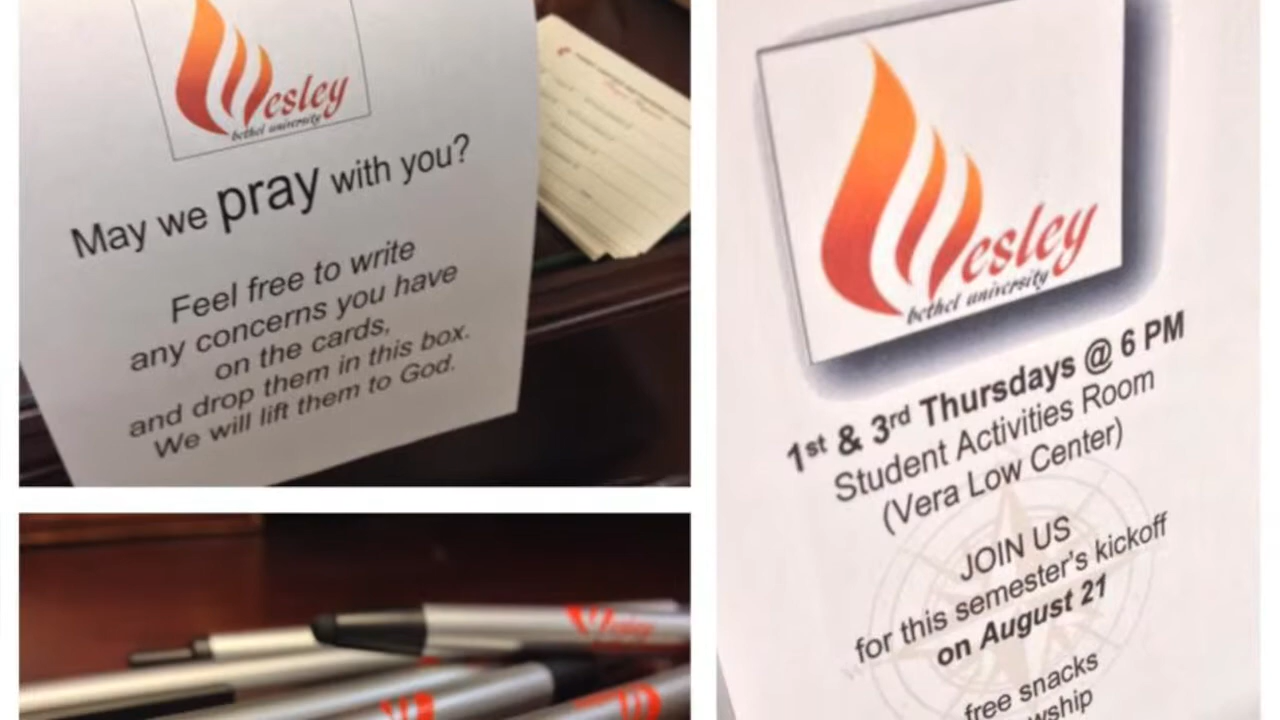 Wesley
bethel university
May we pray with you?
Feel free to write
any concerns you have
on the cards,
and drop them in this box.
We will lift them to God.
Wesley
bethel university
1st & 3rd Thursdays @ 6 PM
Student Activities Room
(Vera Low Center)
JOIN US
for this semester's kickoff
on August 21
free snacks
Wesley